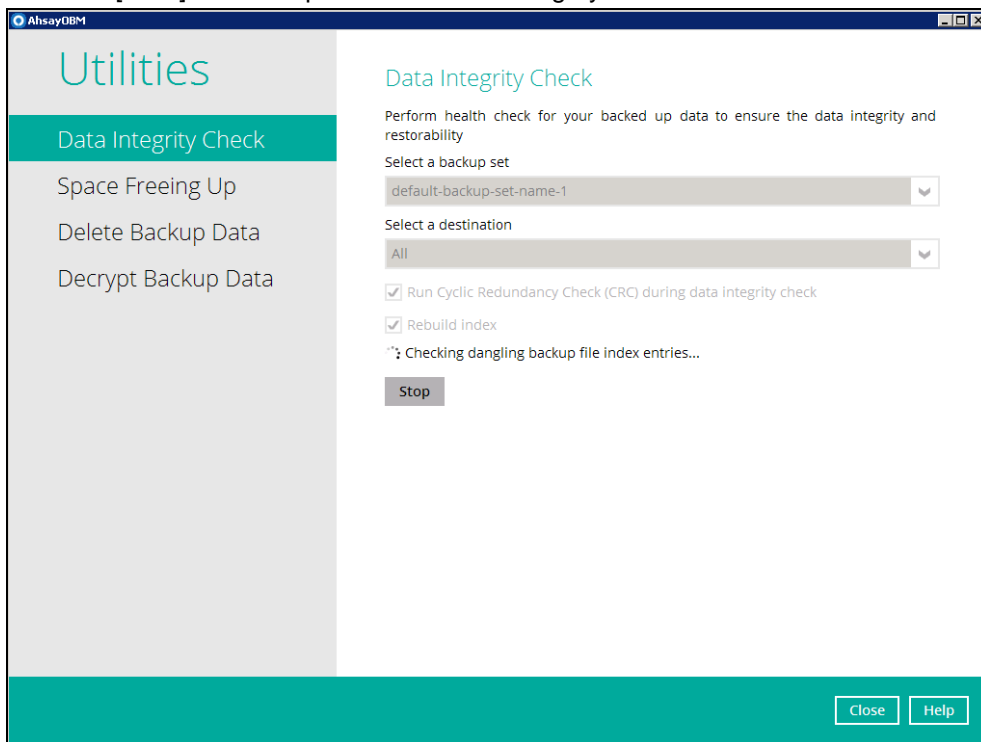 AhsayOBM
Utilities
Data Integrity Check
Space Freeing Up
Delete Backup Data
Decrypt Backup Data
Data Integrity Check
Perform health check for your backed up data to ensure the data integrity and
restorability
Select a backup set
default-backup-set-name-1
Select a destination
All
Run Cyclic Redundancy Check (CRC) during data integrity check
Rebuild index
Checking dangling backup file index entries...
Stop
Close
Help